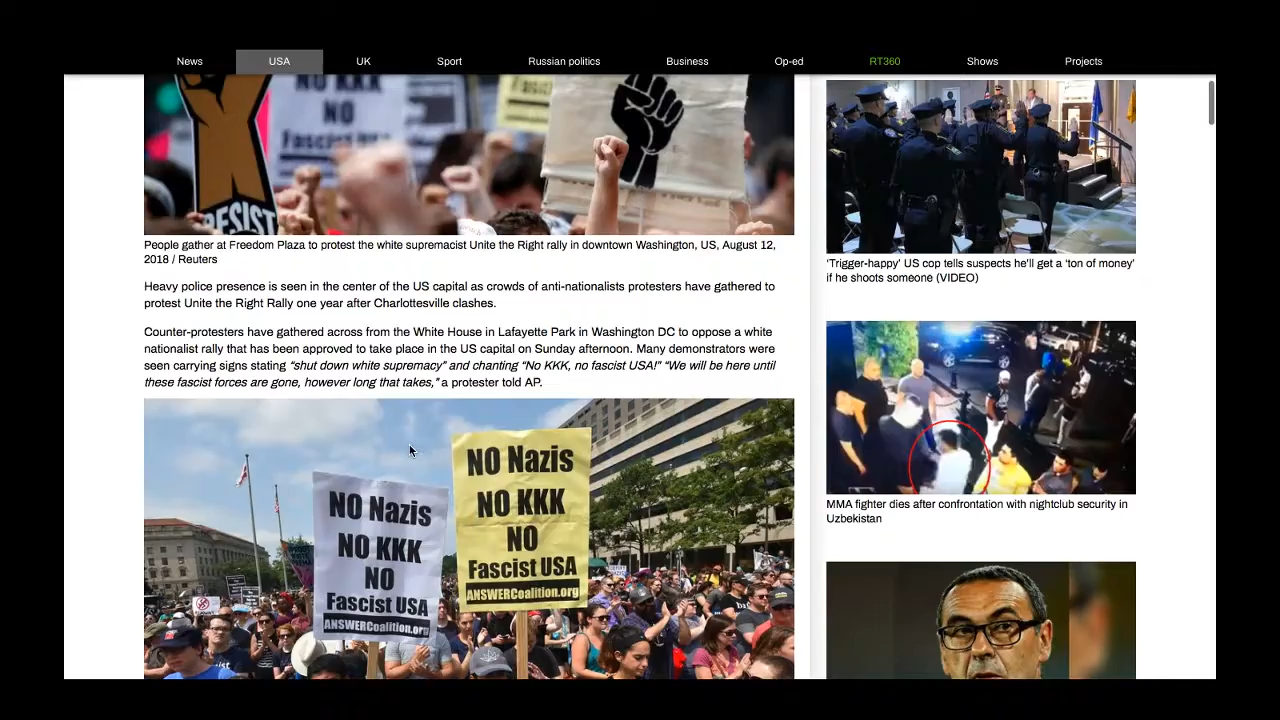 News USA UK Sport Russian politics Business Op-ed RT360 Shows Projects
NO KKK
NO
Fascist USA
RESIST
People gather at Freedom Plaza to protest the white supremacist Unite the Right rally in downtown Washington, US, August 12,
2018 / Reuters
Heavy police presence is seen in the center of the US capital as crowds of anti-nationalists protesters have gathered to
protest Unite the Right Rally one year after Charlottesville clashes.
Counter-protesters have gathered across from the White House in Lafayette Park in Washington DC to oppose a white
nationalist rally that has been approved to take place in the US capital on Sunday afternoon. Many demonstrators were
seen carrying signs stating “shut down white supremacy” and chanting “No KKK, no fascist USA!” “We will be here until
these fascist forces are gone, however long that takes,” a protester told AP.
NO Nazis
NO KKK
NO
Fascist USA
ANSWERCoalition.org
NO Nazis
NO KKK
NO
Fascist USA
ANSWERCoalition.org
‘Trigger-happy’ US cop tells suspects he’ll get a ‘ton of money’
if he shoots someone (VIDEO)
MMA fighter dies after confrontation with nightclub security in
Uzbekistan